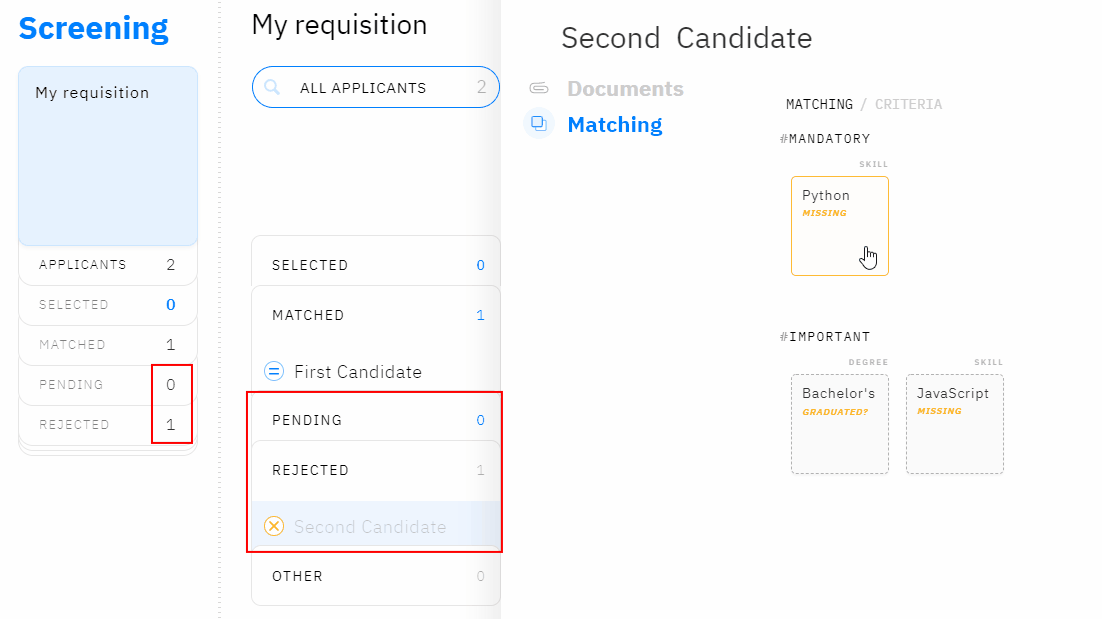 Screening
My requisition
APPLICANTS 2
SELECTED 0
MATCHED 1
PENDING 0
REJECTED 1
My requisition
ALL APPLICANTS 2
SELECTED 0
MATCHED 1
First Candidate
PENDING 0
REJECTED 1
Second Candidate
OTHER 0
Second Candidate
Documents
Matching
MATCHING / CRITERIA
#MANDATORY
SKILL
Python
MISSING
#IMPORTANT
DEGREE
Bachelor's
GRADUATED?
SKILL
JavaScript
MISSING